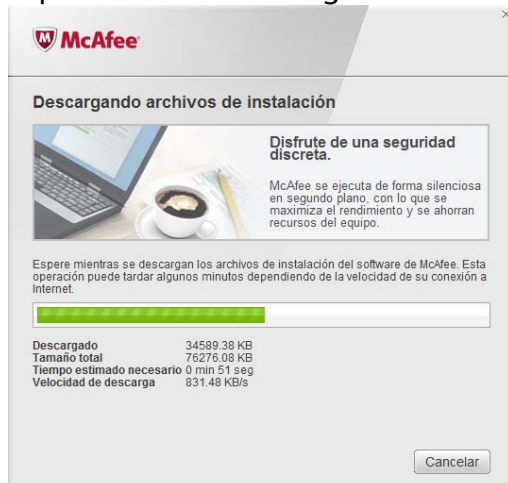 McAfee
Descargando archivos de instalación
Disfrute de una seguridad
discreta.
McAfee se ejecuta de forma silenciosa
en segundo plano, con lo que se
maximiza el rendimiento y se ahorran
recursos del equipo.
Espere mientras se descargan los archivos de instalación del software de McAfee. Esta
operación puede tardar algunos minutos dependiendo de la velocidad de su conexión a
Internet.
Descargado 34589.38 KB
Tamaño total 76276.08 KB
Tiempo estimado necesario 0 min 51 seg
Velocidad de descarga 831.48 KB/s
Cancelar